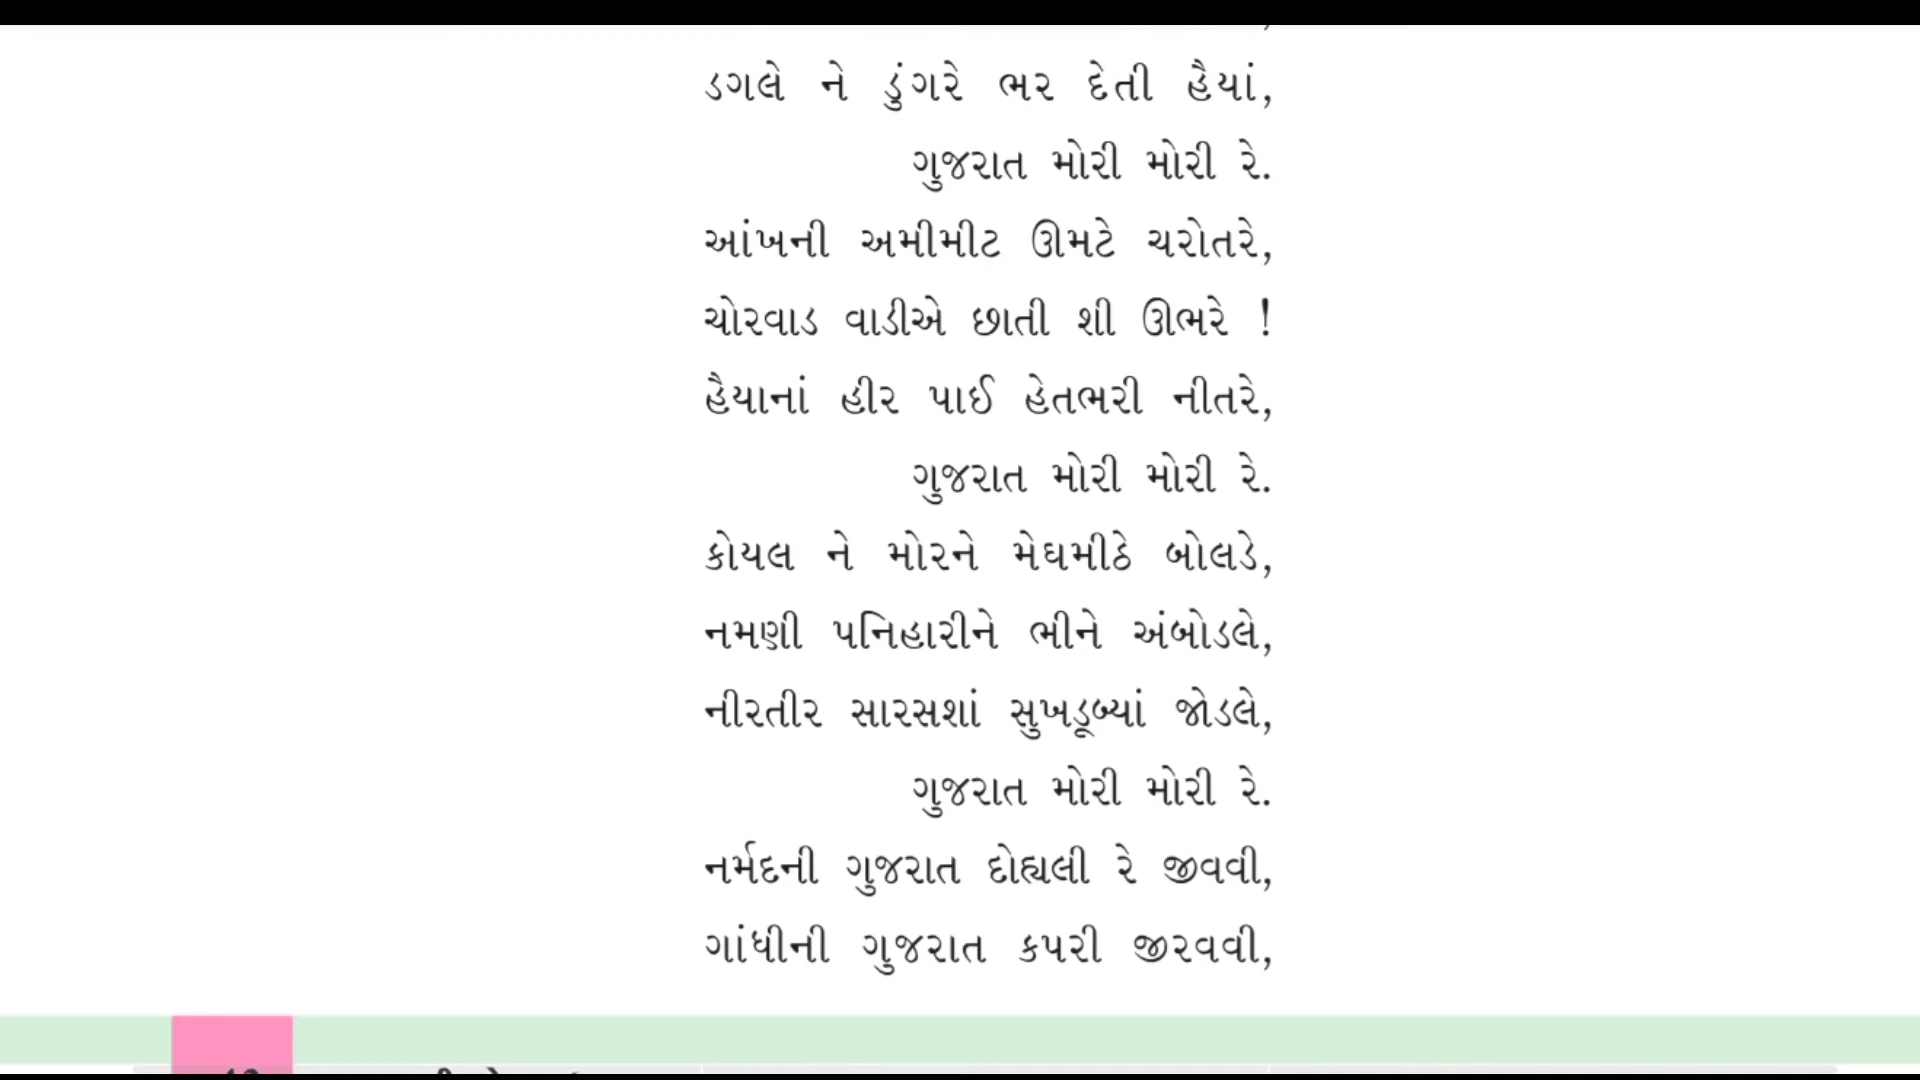 ડગલે ને ડુંગરે ભર દેતી હૈયાં,
ગુજરાત મોરી મોરી રે.
આંખની અમીમીટ ઊમટે ચરોતરે,
ચોરવાડ વાડીએ છાતી શી ઊભરે !
હૈયાનાં હીર પાઈ હેતભરી નીતરે,
ગુજરાત મોરી મોરી રે.
કોયલ ને મોરને મેઘમીઠે બોલડે,
નમણી પનિહારીને ભીને અંબોડલે,
નીરતીર સારસશાં સુખડૂબ્યાં જોડલે,
ગુજરાત મોરી મોરી રે.
નર્મદની ગુજરાત દોહ્યલી રે જીવવી,
ગાંધીની ગુજરાત કપરી જીરવવી,